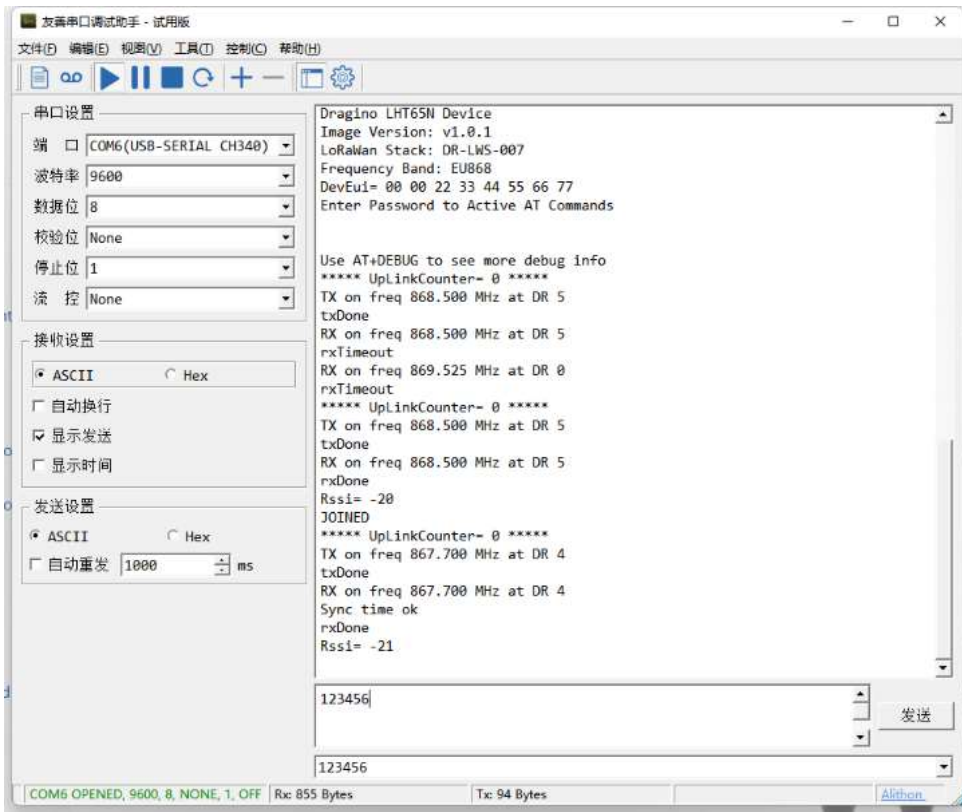 友善串口调试助手 - 试用版
文件(F) 编辑(E) 视图(V) 工具(T) 控制(C) 帮助(H)
串口设置
端 口 COM6(USB-SERIAL CH340)
波特率 9600
数据位 8
校验位 None
停止位 1
流 控 None
接收设置
ASCII Hex
自动换行
显示发送
显示时间
发送设置
ASCII Hex
自动重发 1000 ms
Dragino LHT65N Device
Image Version: v1.0.1
LoRaWan Stack: DR-LWS-007
Frequency Band: EU868
DevEui= 00 00 22 33 44 55 66 77
Enter Password to Active AT Commands
Use AT+DEBUG to see more debug info
***** UpLinkCounter= 0 *****
TX on freq 868.500 MHz at DR 5
txDone
RX on freq 868.500 MHz at DR 5
rxTimeout
RX on freq 869.525 MHz at DR 0
rxTimeout
***** UpLinkCounter= 0 *****
TX on freq 868.500 MHz at DR 5
txDone
RX on freq 868.500 MHz at DR 5
rxDone
Rssi= -20
JOINED
***** UpLinkCounter= 0 *****
TX on freq 867.700 MHz at DR 4
txDone
RX on freq 867.700 MHz at DR 4
Sync time ok
rxDone
Rssi= -21
123456
发送
123456
COM6 OPENED, 9600, 8, NONE, 1, OFF Rx: 855 Bytes Tx: 94 Bytes Alithon